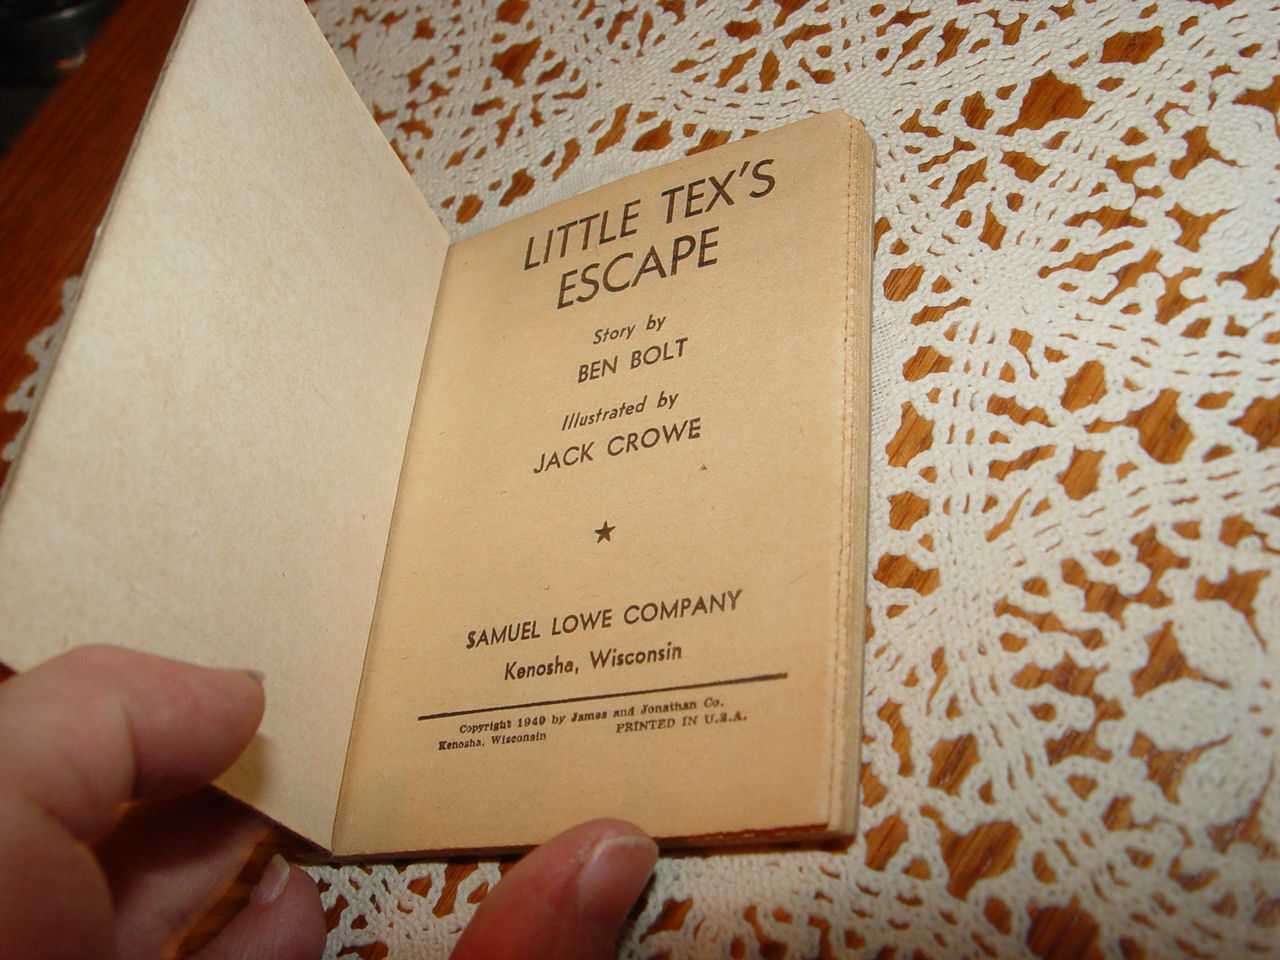 LITTLE TEX'S
ESCAPE
Story by
BEN BOLT
Illustrated by
JACK CROWE
SAMUEL LOWE COMPANY
Kenosha, Wisconsin
Copyright 1949 by James and Jonathan Co.
Kenosha, Wisconsin PRINTED IN U.S.A.